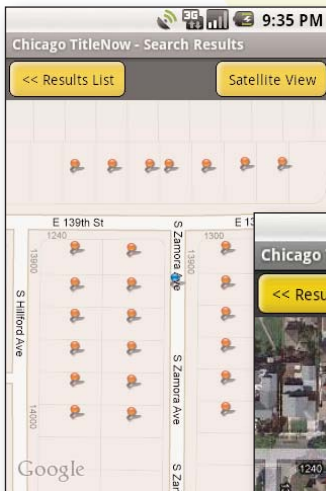 3G 9:35 PM
Chicago TitleNow - Search Results
<< Results List
Satellite View
E 139th St
E 13
1240
1300
13900
13900
S Zamora Ave
S Hillford Ave
S Zamora Ave
14000
S Zar
Google
Chicago
<< Resu
1240